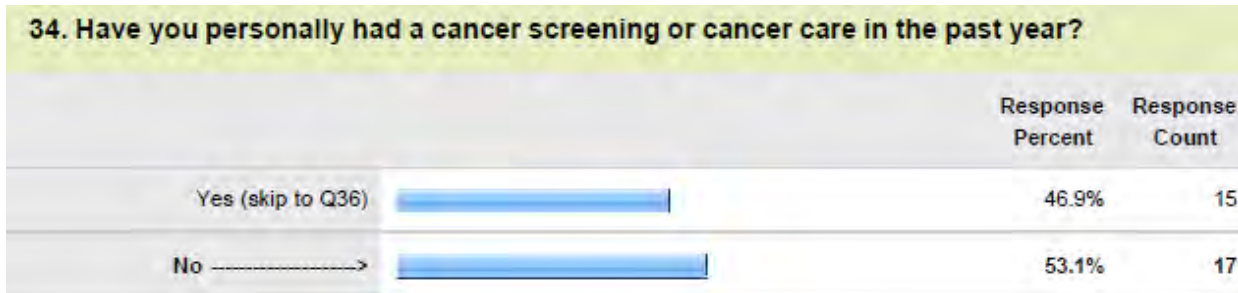 34. Have you personally had a cancer screening or cancer care in the past year?
Response Response
Percent Count
Yes (skip to Q36) 46.9% 15
No --------------------> 53.1% 17